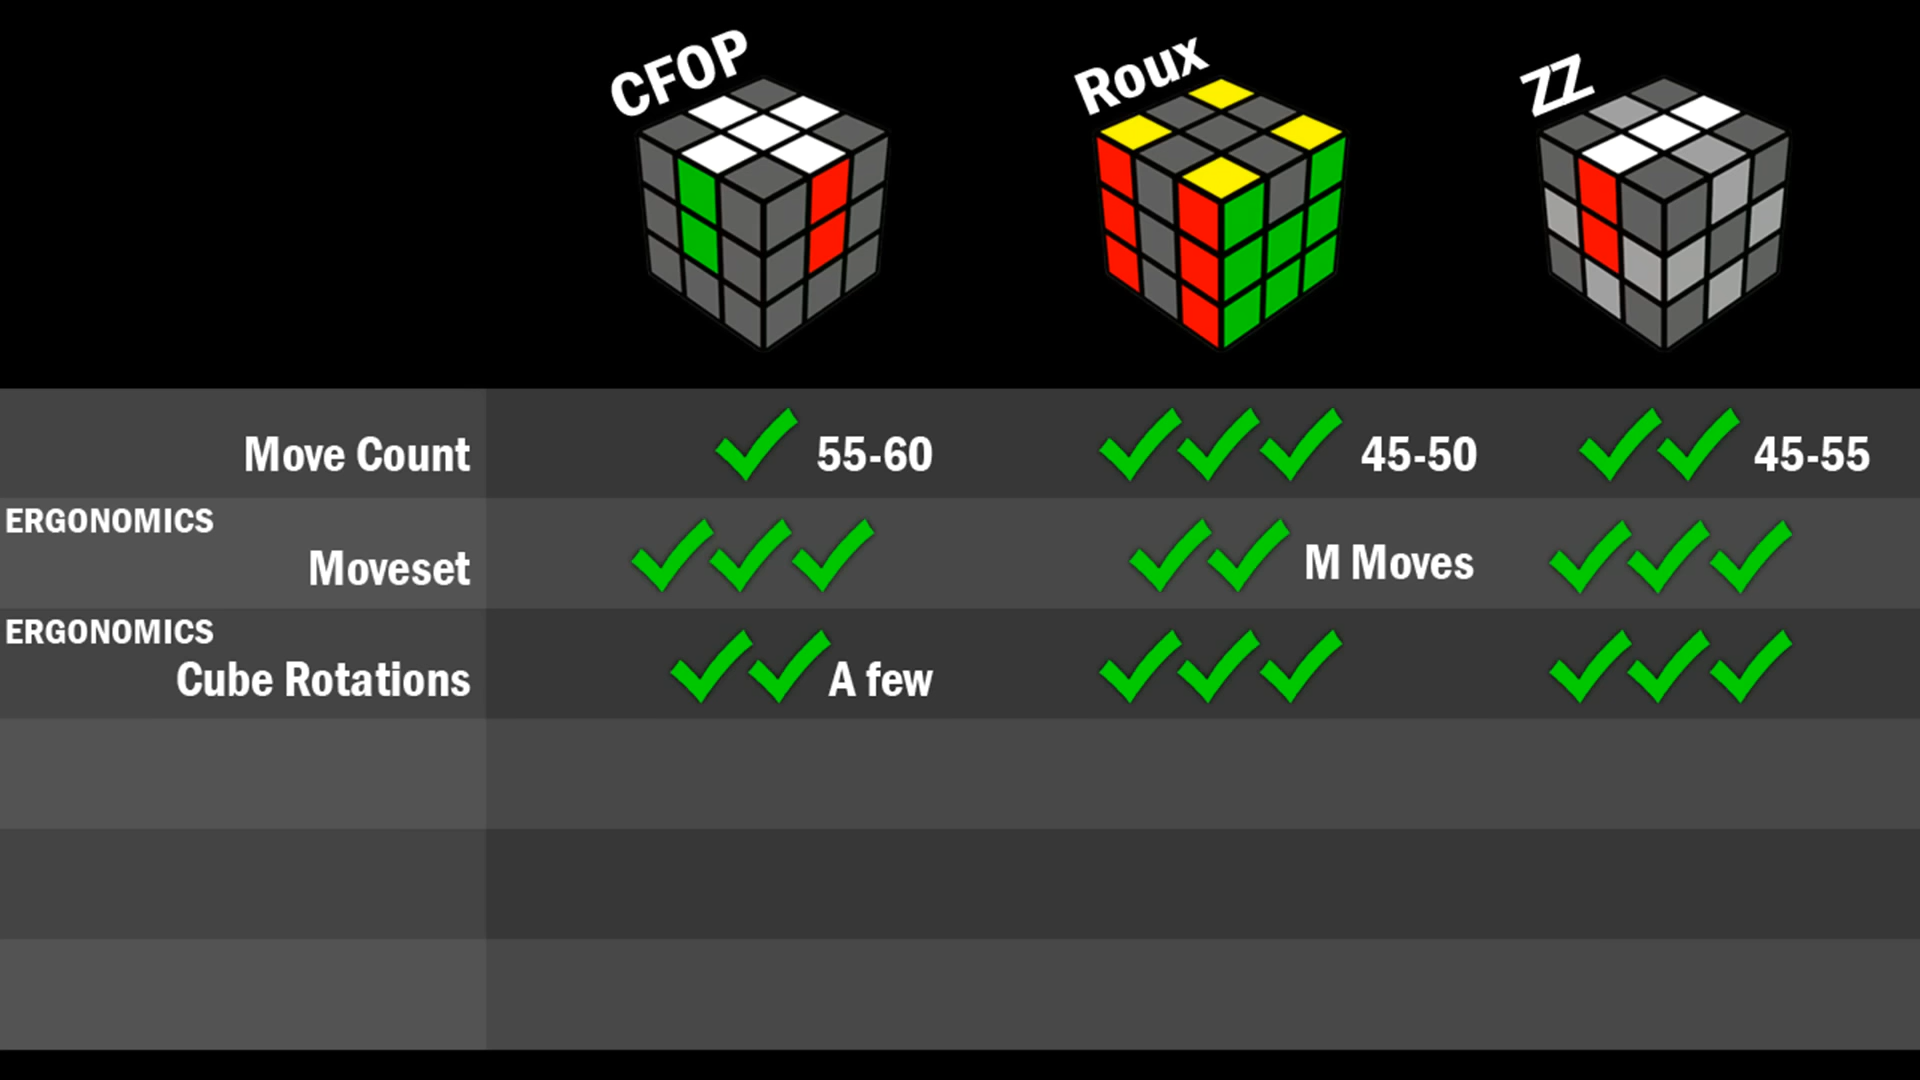 CFOP
Roux
ZZ
Move Count
55-60
45-50
45-55
ERGONOMICS
Moveset
M Moves
ERGONOMICS
Cube Rotations
A few